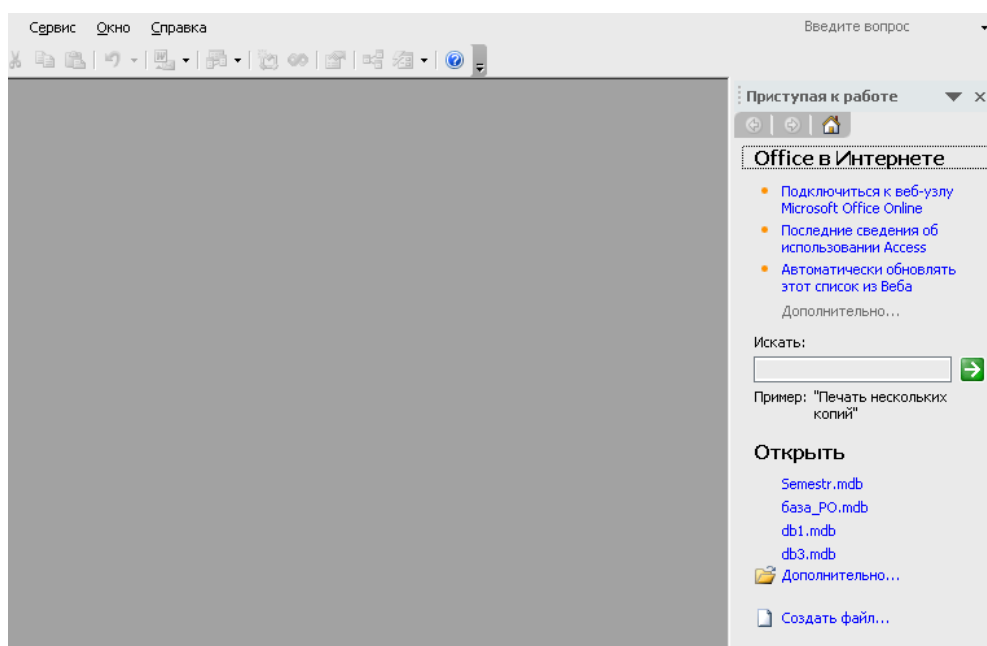 Сервис Окно Справка
Введите вопрос
Приступая к работе
Office в Интернете
Подключиться к веб-узлу
Microsoft Office Online
Последние сведения об
использовании Access
Автоматически обновлять
этот список из Веба
Дополнительно...
Искать:
Пример: "Печать нескольких
копий"
Открыть
Semestr.mdb
база_РО.mdb
db1.mdb
db3.mdb
Дополнительно...
Создать файл...